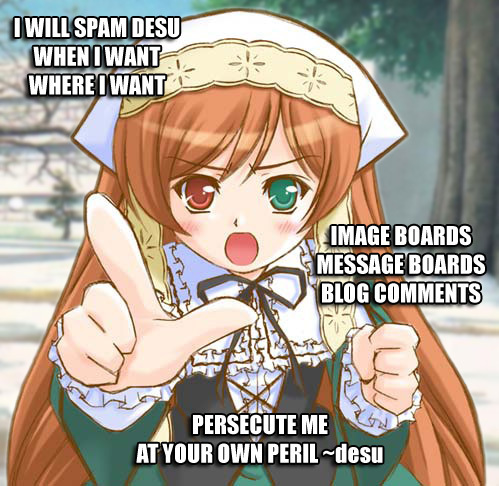 I WILL SPAM DESU
WHEN I WANT
WHERE I WANT
IMAGE BOARDS
MESSAGE BOARDS
BLOG COMMENTS
PERSECUTE ME
AT YOUR OWN PERIL ~desu